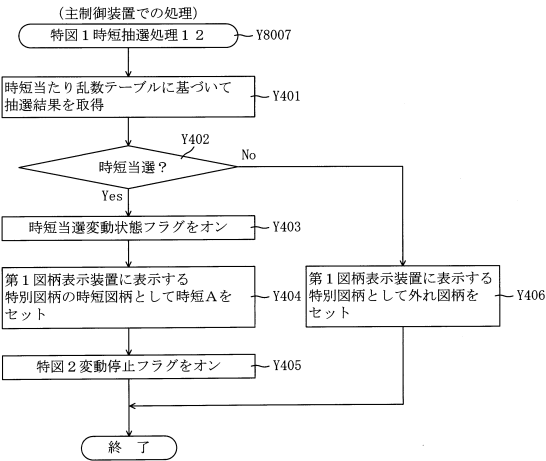 （主制御装置での処理）
特図１時短抽選処理１２
Y8007
時短当たり乱数テーブルに基づいて
抽選結果を取得
Y401
Y402
時短当選？
No
Yes
時短当選変動状態フラグをオン
Y403
第１図柄表示装置に表示する
特別図柄の時短図柄として時短Ａを
セット
Y404
第１図柄表示装置に表示する
特別図柄として外れ図柄を
セット
Y406
特図２変動停止フラグをオン
Y405
終　了